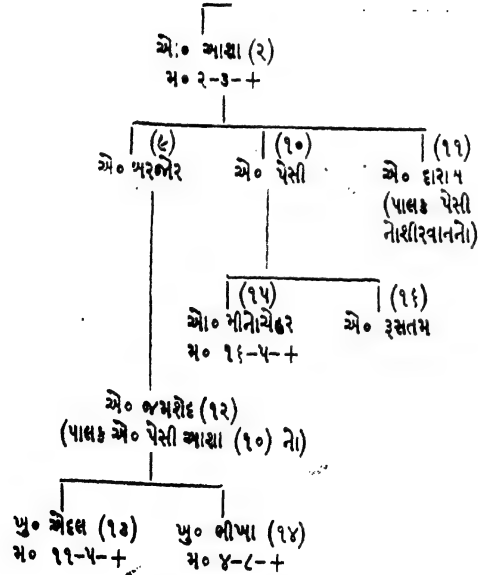 એ૦ આશા (૨)
મ૦ ૨-૩-+
(૯) (૧૦) (૧૧)
એ૦ બરજોર એ૦ પેસી એ૦ દારાબ
(પાલક પેસી
નોશીરવાનનો)
(૧૫) (૧૬)
એ૦ મીનોચેહર એ૦ રૂસતમ
મ૦ ૧૬-૫-+
એ૦ જમશેદ (૧૨)
(પાલક એ૦ પેસી આશા (૧૦) નો)
ખુ૦ એદલ (૧૩) ખુ૦ ભીખા (૧૪)
મ૦ ૧૧-૫-+ મ૦ ૪-૮-+